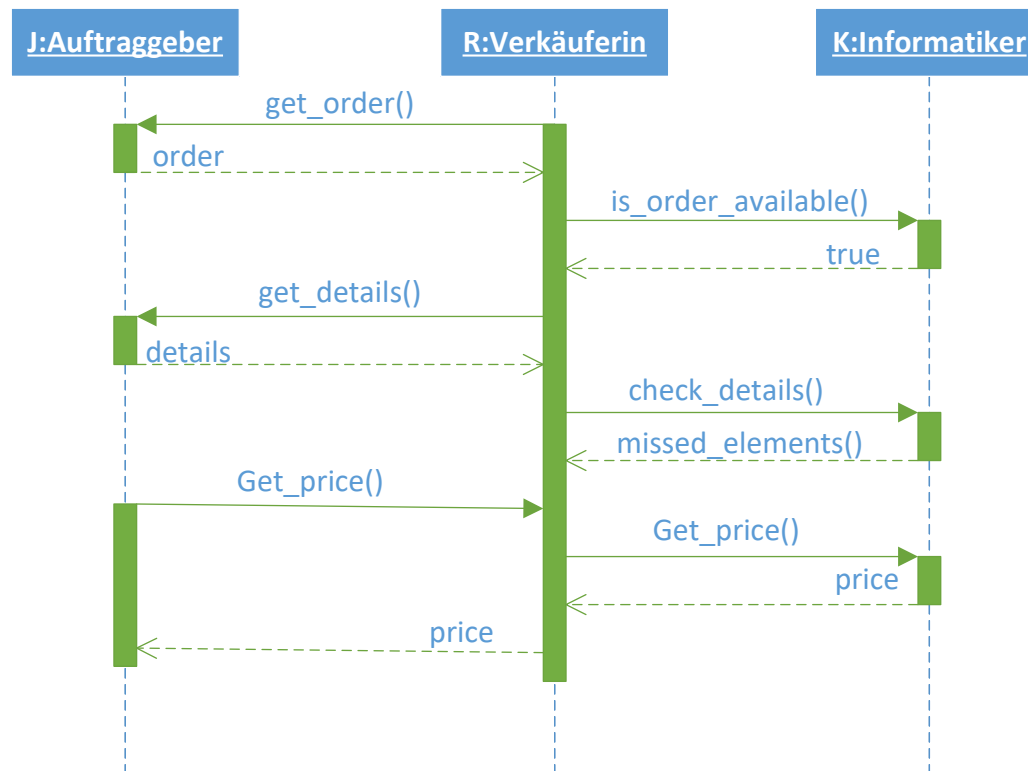 J:Auftraggeber
R:Verkäuferin
K:Informatiker
get_order()
order
is_order_available()
true
get_details()
details
check_details()
missed_elements()
Get_price()
Get_price()
price
price